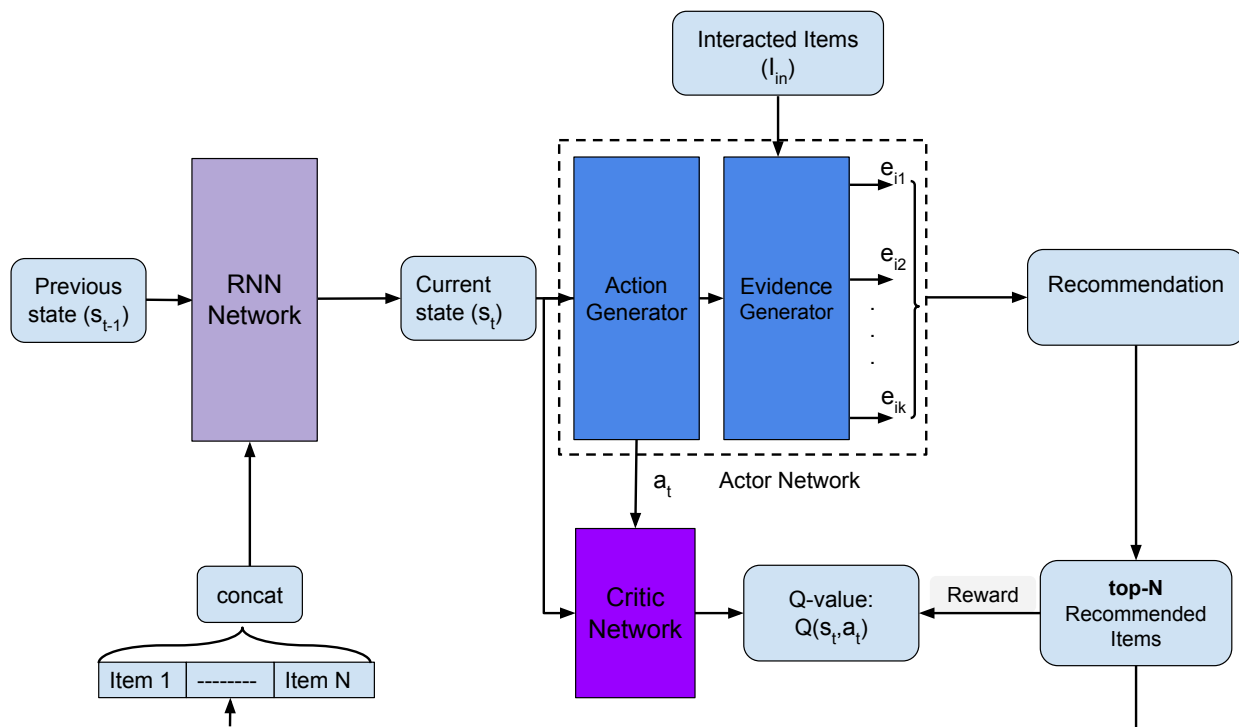 Interacted Items
(I_in)
e_i1
e_i2
.
.
.
e_ik
RNN
Network
Previous
state (s_t-1)
Current
state (s_t)
Action
Generator
Evidence
Generator
Recommendation
Actor Network
a_t
concat
Critic
Network
Q-value:
Q(s_t,a_t)
Reward
top-N
Recommended
Items
Item 1
--------
Item N